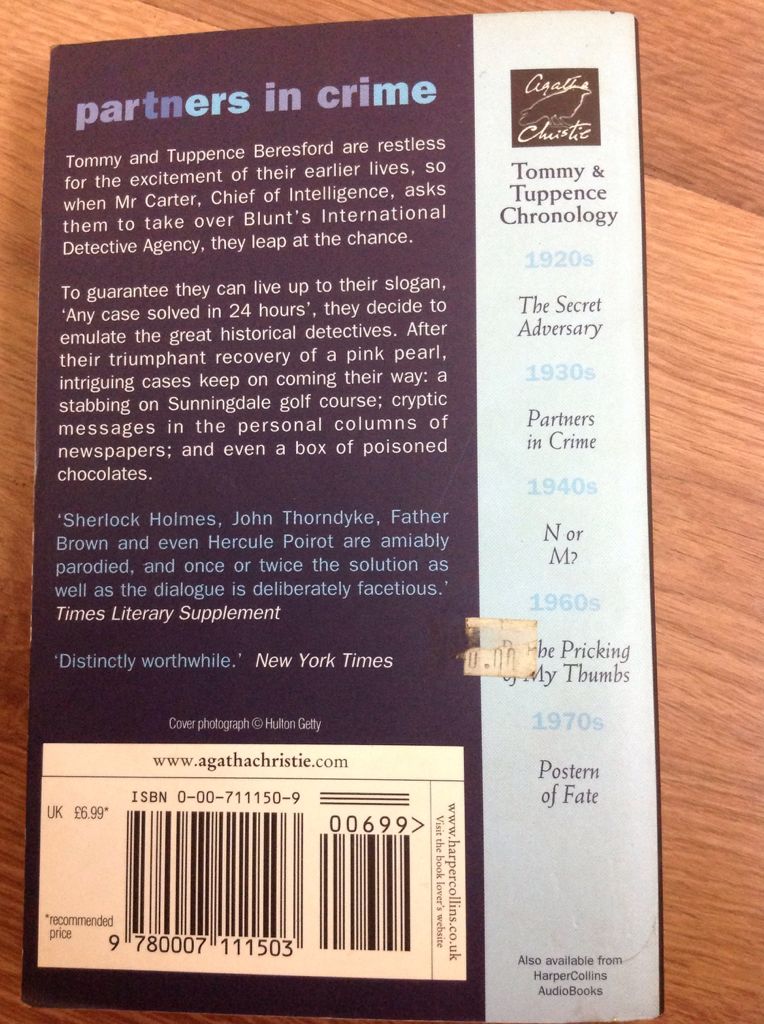 partners in crime
Tommy and Tuppence Beresford are restless
for the excitement of their earlier lives, so
when Mr Carter, Chief of Intelligence, asks
them to take over Blunt's International
Detective Agency, they leap at the chance.
To guarantee they can live up to their slogan,
'Any case solved in 24 hours', they decide to
emulate the great historical detectives. After
their triumphant recovery of a pink pearl,
intriguing cases keep on coming their way: a
stabbing on Sunningdale golf course; cryptic
messages in the personal columns of
newspapers; and even a box of poisoned
chocolates.
'Sherlock Holmes, John Thorndyke, Father
Brown and even Hercule Poirot are amiably
parodied, and once or twice the solution as
well as the dialogue is deliberately facetious.'
Times Literary Supplement
'Distinctly worthwhile.' New York Times
Cover photograph © Hulton Getty
www.agathachristie.com
ISBN 0-00-711150-9
UK £6.99*
00699>
*recommended
price
9 780007 111503
www.harpercollins.co.uk
Visit the book lover's website
Agatha
Christie
Tommy &
Tuppence
Chronology
1920s
The Secret
Adversary
1930s
Partners
in Crime
1940s
N or
M?
1960s
the Pricking
of My Thumbs
1970s
Postern
of Fate
Also available from
HarperCollins
AudioBooks